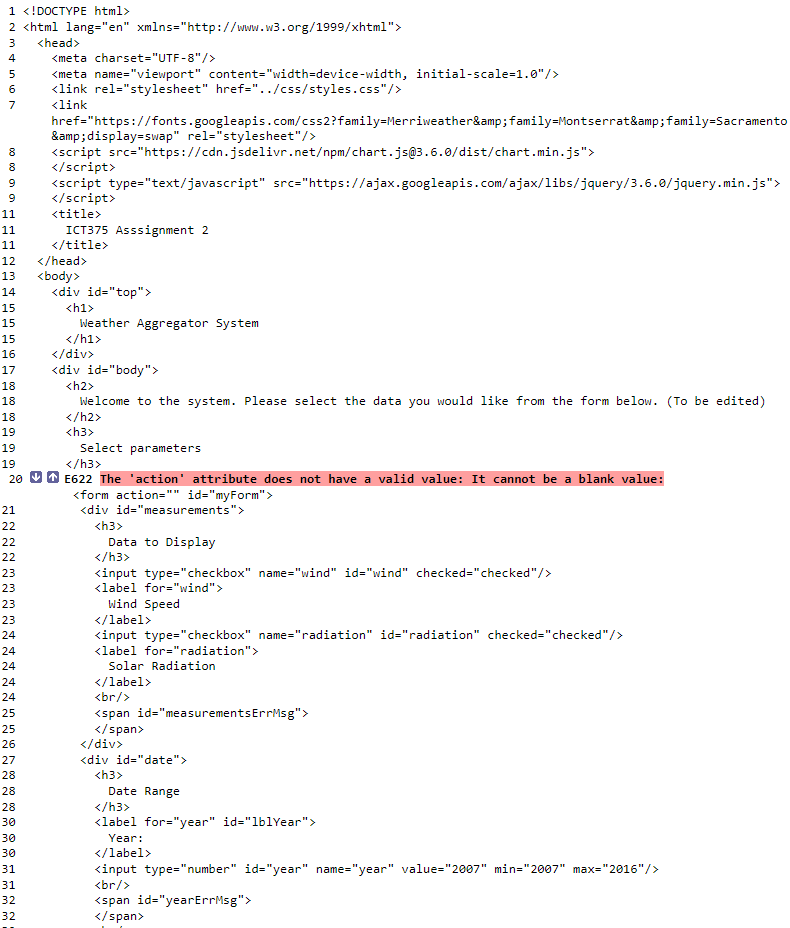 1 <!DOCTYPE html>
2 <html lang="en" xmlns="http://www.w3.org/1999/xhtml">
3 <head>
4 <meta charset="UTF-8"/>
5 <meta name="viewport" content="width=device-width, initial-scale=1.0"/>
6 <link rel="stylesheet" href="../css/styles.css"/>
7 <link
href="https://fonts.googleapis.com/css2?family=Merriweather&amp;family=Montserrat&amp;family=Sacramento
&amp;display=swap" rel="stylesheet"/>
8 <script src="https://cdn.jsdelivr.net/npm/chart.js@3.6.0/dist/chart.min.js">
8 </script>
9 <script type="text/javascript" src="https://ajax.googleapis.com/ajax/libs/jquery/3.6.0/jquery.min.js">
9 </script>
11 <title>
11 ICT375 Asssignment 2
11 </title>
12 </head>
13 <body>
14 <div id="top">
15 <h1>
15 Weather Aggregator System
15 </h1>
16 </div>
17 <div id="body">
18 <h2>
18 Welcome to the system. Please select the data you would like from the form below. (To be edited)
18 </h2>
19 <h3>
19 Select parameters
19 </h3>
20 E622 The 'action' attribute does not have a valid value: It cannot be a blank value:
<form action="" id="myForm">
21 <div id="measurements">
22 <h3>
22 Data to Display
22 </h3>
23 <input type="checkbox" name="wind" id="wind" checked="checked"/>
23 <label for="wind">
23 Wind Speed
23 </label>
24 <input type="checkbox" name="radiation" id="radiation" checked="checked"/>
24 <label for="radiation">
24 Solar Radiation
24 </label>
24 <br/>
25 <span id="measurementsErrMsg">
25 </span>
26 </div>
27 <div id="date">
28 <h3>
28 Date Range
28 </h3>
30 <label for="year" id="lblYear">
30 Year:
30 </label>
31 <input type="number" id="year" name="year" value="2007" min="2007" max="2016"/>
31 <br/>
32 <span id="yearErrMsg">
32 </span>